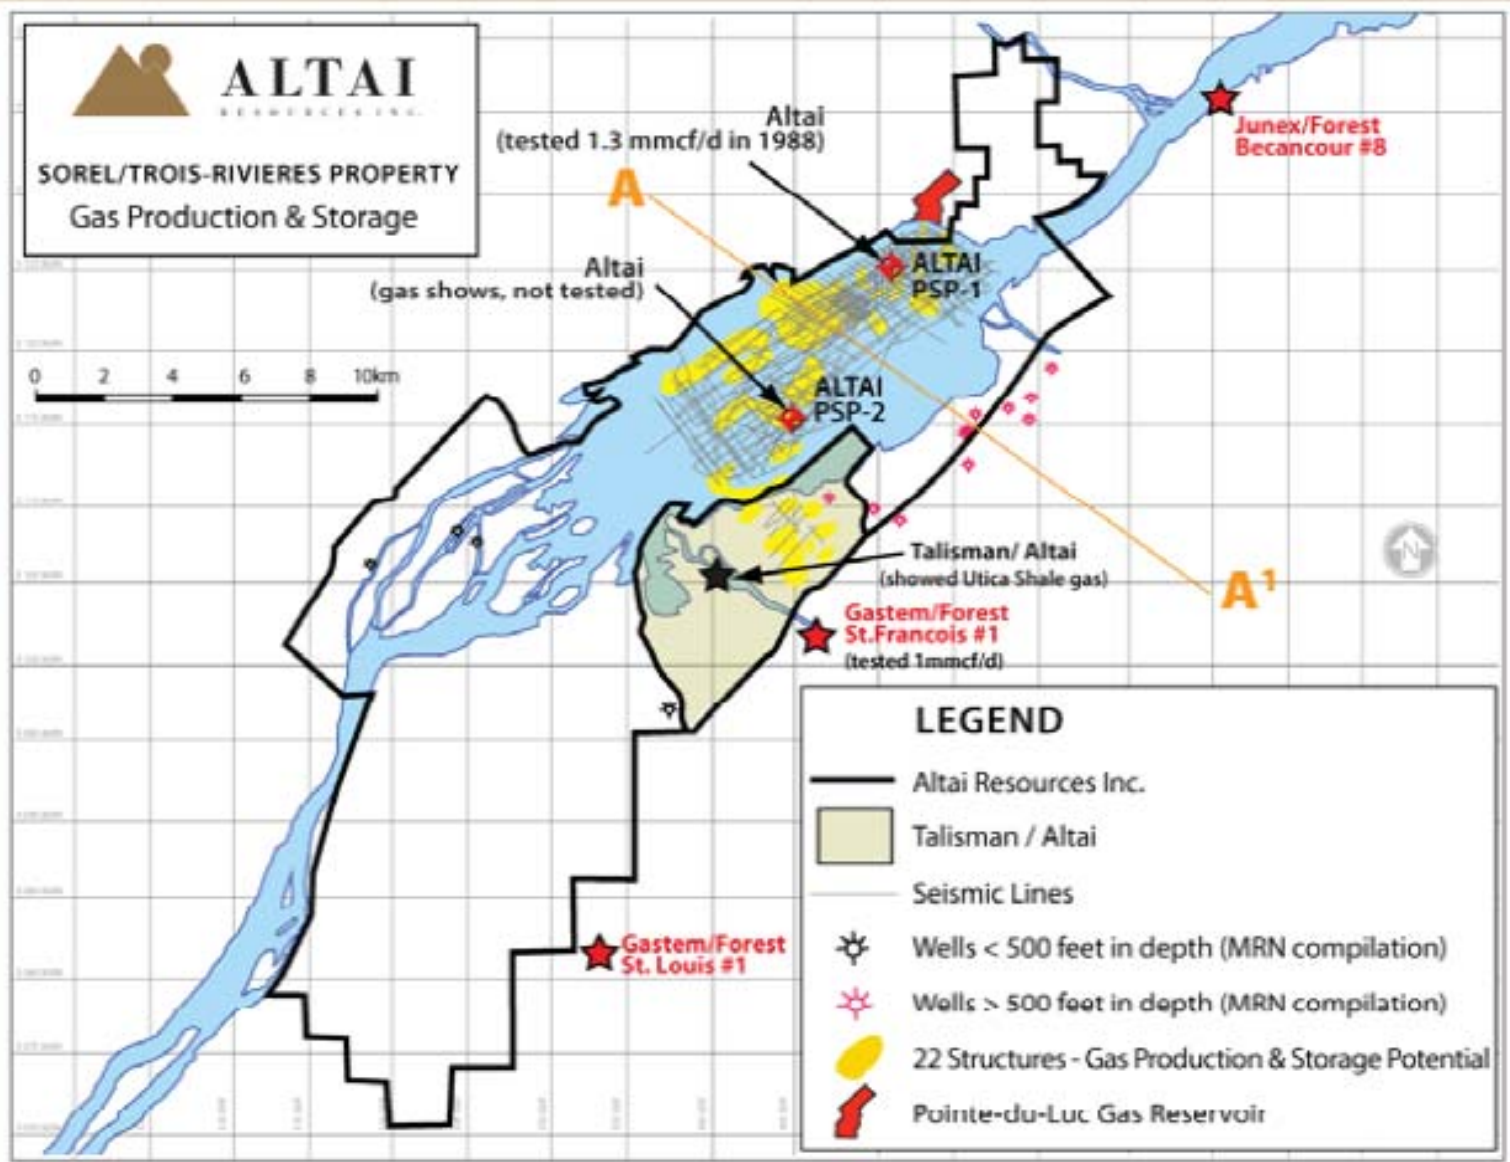 ALTAI
RESOURCES INC.
SOREL/TROIS-RIVIERES PROPERTY
Gas Production & Storage
Altai
(tested 1.3 mmcf/d in 1988)
A
Junex/Forest
Becancour #8
Altai
(gas shows, not tested)
ALTAI
PSP-1
0 2 4 6 8 10km
ALTAI
PSP-2
N
Talisman/ Altai
(showed Utica Shale gas)
A1
Gastem/Forest
St.Francois #1
(tested 1mmcf/d)
Gastem/Forest
St. Louis #1
LEGEND
Altai Resources Inc.
Talisman / Altai
Seismic Lines
Wells < 500 feet in depth (MRN compilation)
Wells > 500 feet in depth (MRN compilation)
22 Structures - Gas Production & Storage Potential
Pointe-du-Luc Gas Reservoir